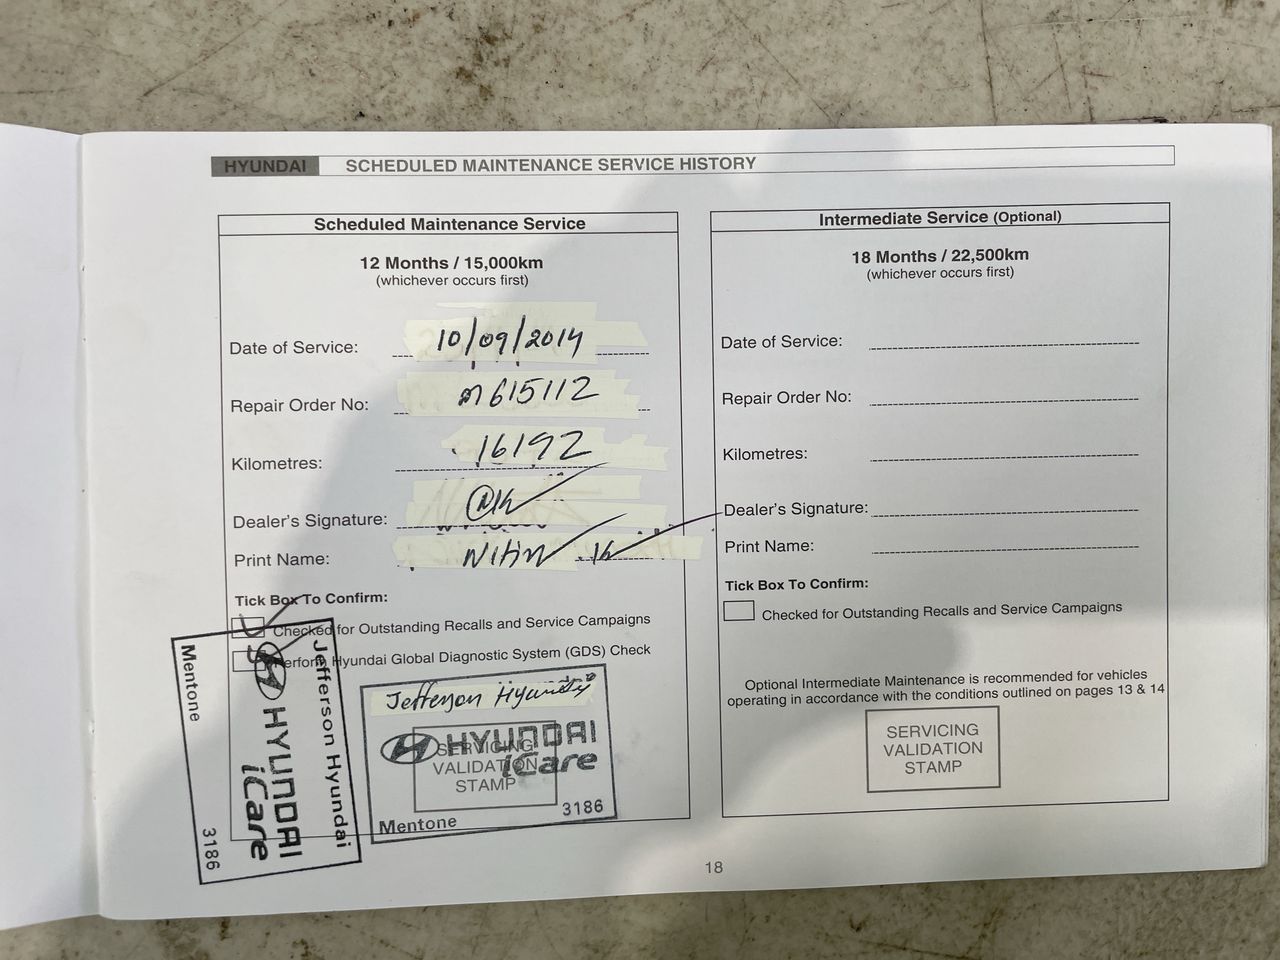 HYUNDAI SCHEDULED MAINTENANCE SERVICE HISTORY
Scheduled Maintenance Service
12 Months / 15,000km
(whichever occurs first)
Date of Service: 10/09/2014
Repair Order No: 615112
Kilometres: 16192
Dealer's Signature:
Print Name: Nitin
Tick Box To Confirm:
Checked for Outstanding Recalls and Service Campaigns
Perform Hyundai Global Diagnostic System (GDS) Check
Jefferson Hyundai
HYUNDAI
iCare
Mentone 3186
Jefferson Hyundai
HYUNDAI
iCare
SERVICING
VALIDATION
STAMP
Mentone 3186
Intermediate Service (Optional)
18 Months / 22,500km
(whichever occurs first)
Date of Service:
Repair Order No:
Kilometres:
Dealer's Signature:
Print Name:
Tick Box To Confirm:
Checked for Outstanding Recalls and Service Campaigns
Optional Intermediate Maintenance is recommended for vehicles
operating in accordance with the conditions outlined on pages 13 & 14
SERVICING
VALIDATION
STAMP
18